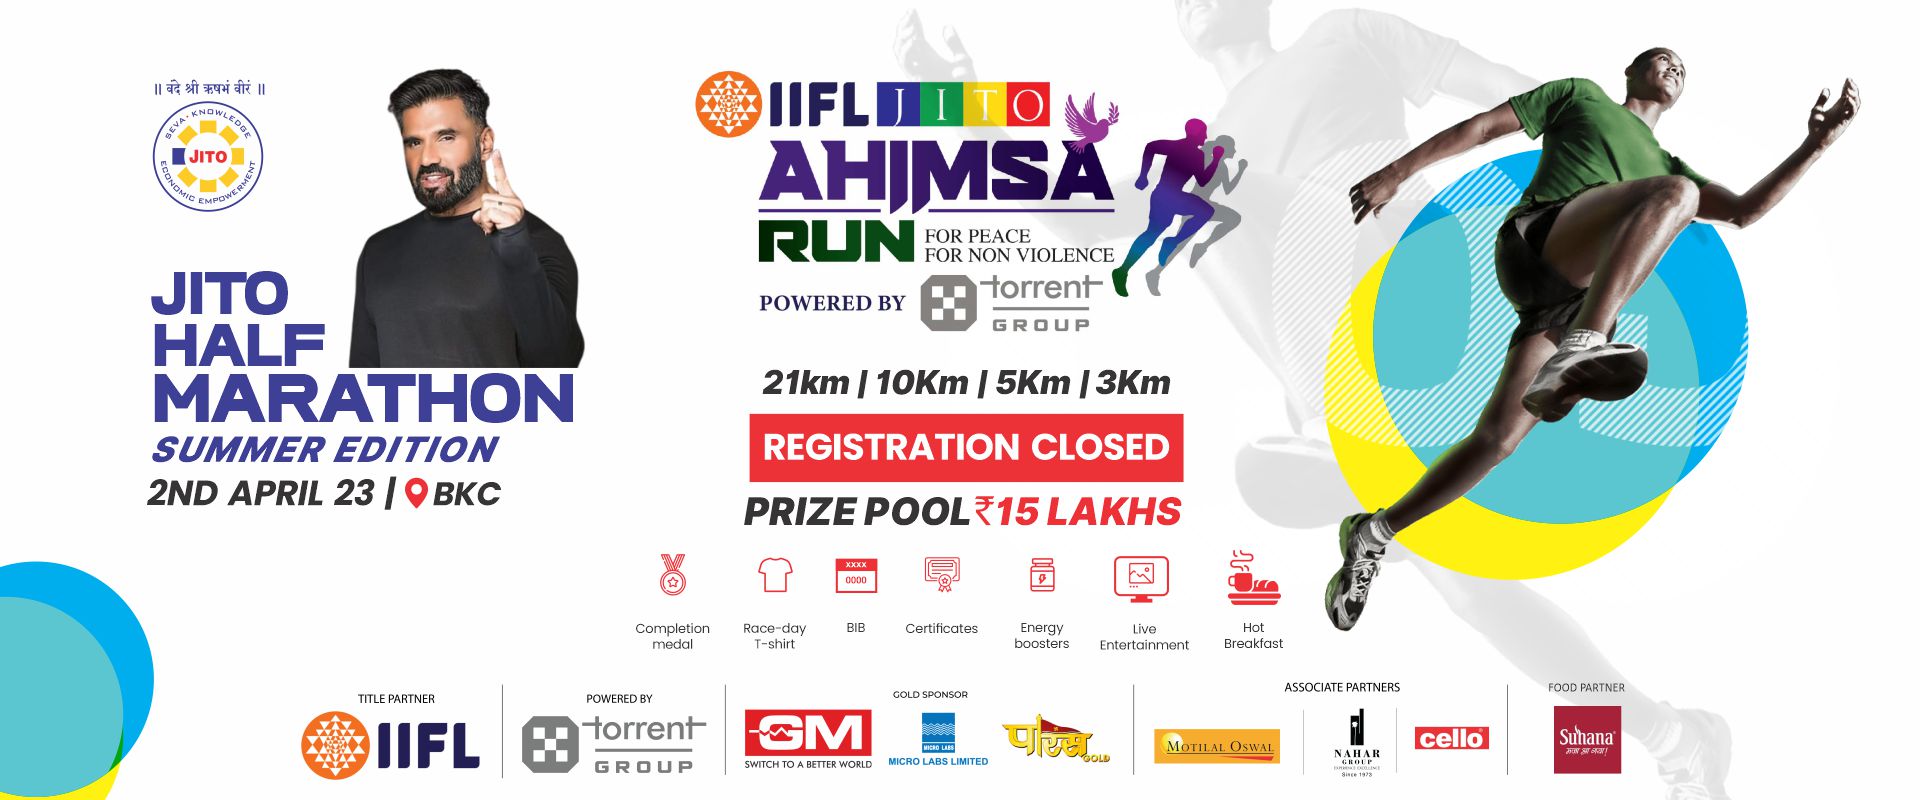 ॥ वंदे श्री ऋषभं वीरं ॥
SEVA • KNOWLEDGE
JITO
ECONOMIC EMPOWERMENT
JITO
HALF
MARATHON
SUMMER EDITION
2ND APRIL 23 | BKC
IIFL JITO
AHIMSA
RUN FOR PEACE
FOR NON VIOLENCE
POWERED BY torrent
GROUP
21km | 10Km | 5Km | 3Km
REGISTRATION CLOSED
PRIZE POOL ₹15 LAKHS
XXXX
0000
Completion
medal
Race-day
T-shirt
BIB
Certificates
Energy
boosters
Live
Entertainment
Hot
Breakfast
TITLE PARTNER
IIFL
POWERED BY
torrent
GROUP
GOLD SPONSOR
GM
SWITCH TO A BETTER WORLD
MICRO LABS
MICRO LABS LIMITED
पारस
GOLD
ASSOCIATE PARTNERS
MOTILAL OSWAL
NAHAR
GROUP
EXPERIENCE EXCELLENCE
Since 1973
cello
FOOD PARTNER
Suhana
मज़ा आ गया!